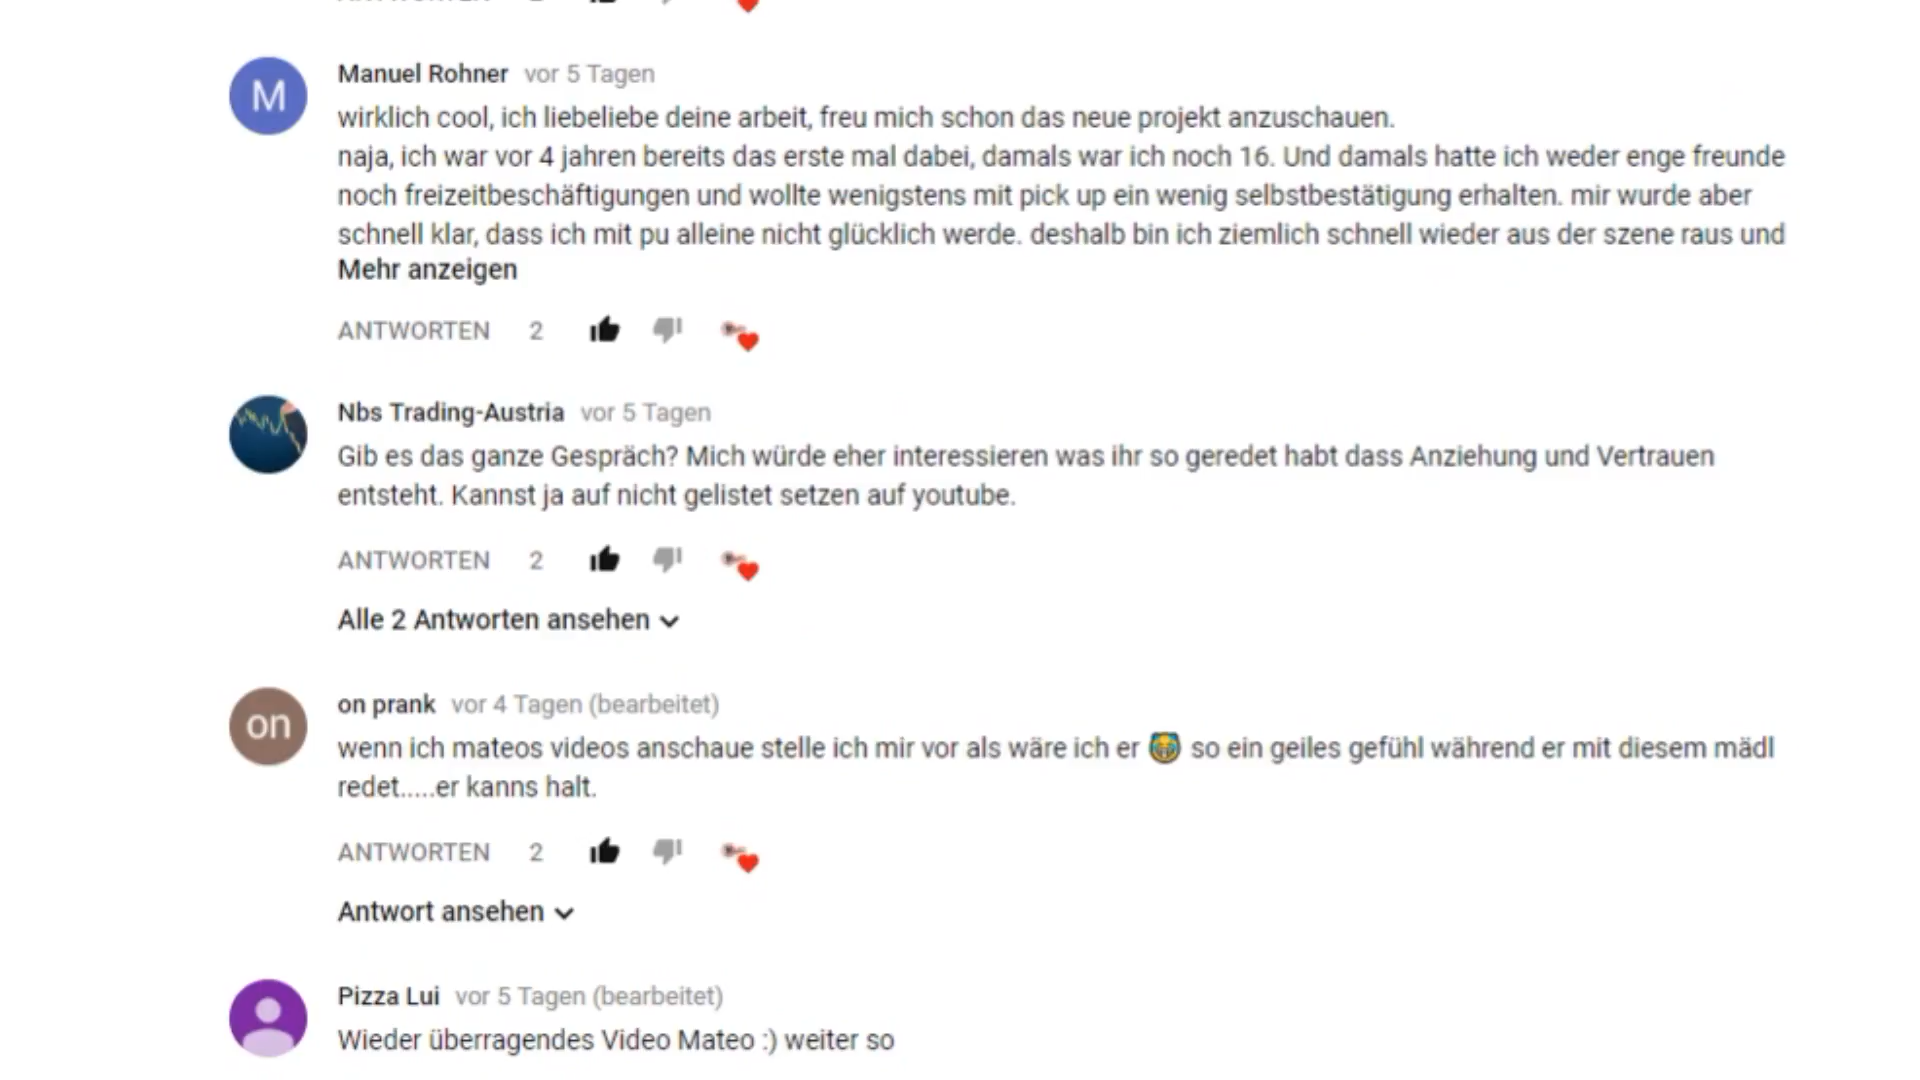 M
Manuel Rohner vor 5 Tagen
wirklich cool, ich liebeliebe deine arbeit, freu mich schon das neue projekt anzuschauen.
naja, ich war vor 4 jahren bereits das erste mal dabei, damals war ich noch 16. Und damals hatte ich weder enge freunde
noch freizeitbeschäftigungen und wollte wenigstens mit pick up ein wenig selbstbestätigung erhalten. mir wurde aber
schnell klar, dass ich mit pu alleine nicht glücklich werde. deshalb bin ich ziemlich schnell wieder aus der szene raus und
Mehr anzeigen
ANTWORTEN 2
Nbs Trading-Austria vor 5 Tagen
Gib es das ganze Gespräch? Mich würde eher interessieren was ihr so geredet habt dass Anziehung und Vertrauen
entsteht. Kannst ja auf nicht gelistet setzen auf youtube.
ANTWORTEN 2
Alle 2 Antworten ansehen
on
on prank vor 4 Tagen (bearbeitet)
wenn ich mateos videos anschaue stelle ich mir vor als wäre ich er so ein geiles gefühl während er mit diesem mädl
redet.....er kanns halt.
ANTWORTEN 2
Antwort ansehen
Pizza Lui vor 5 Tagen (bearbeitet)
Wieder überragendes Video Mateo :) weiter so